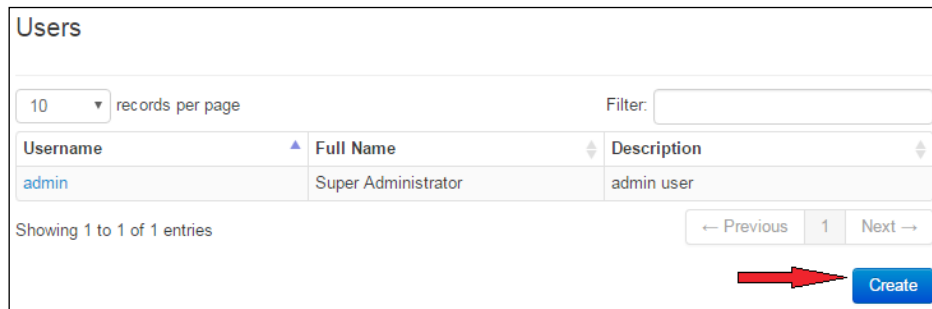 Users
10 records per page Filter:
Username Full Name Description
admin Super Administrator admin user
Showing 1 to 1 of 1 entries ← Previous 1 Next →
Create